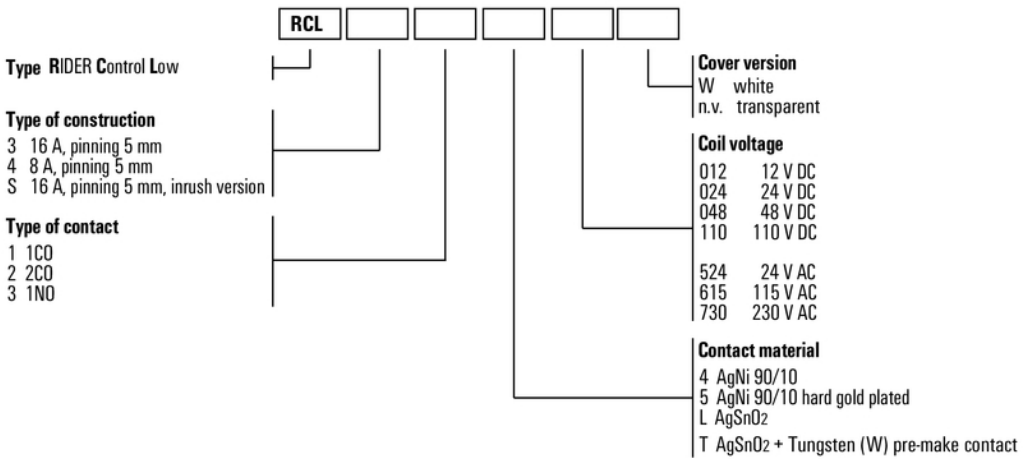 RCL
Type RIDER Control Low
Type of construction
3 16 A, pinning 5 mm
4 8 A, pinning 5 mm
S 16 A, pinning 5 mm, inrush version
Type of contact
1 1CO
2 2CO
3 1NO
Cover version
W white
n.v. transparent
Coil voltage
012 12 V DC
024 24 V DC
048 48 V DC
110 110 V DC
524 24 V AC
615 115 V AC
730 230 V AC
Contact material
4 AgNi 90/10
5 AgNi 90/10 hard gold plated
L AgSnO2
T AgSnO2 + Tungsten (W) pre-make contact